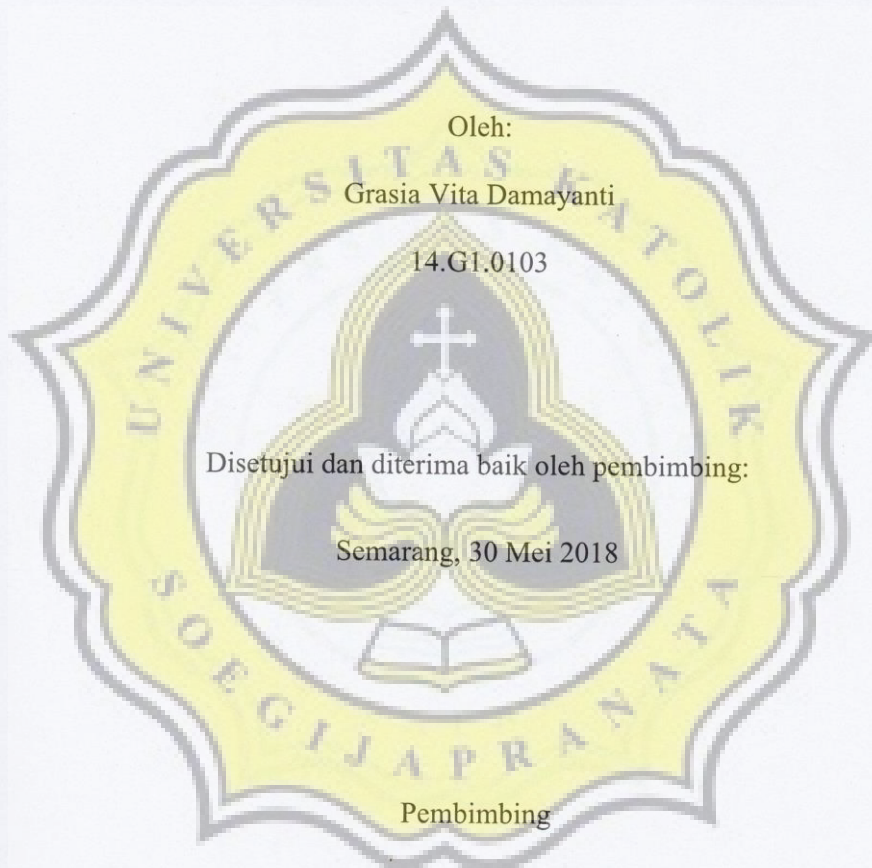 Oleh:
Grasia Vita Damayanti
14.G1.0103
Disetujui dan diterima baik oleh pembimbing:
Semarang, 30 Mei 2018
Pembimbing
UNIVERSITAS KATOLIK
SOEGIJAPRANATA